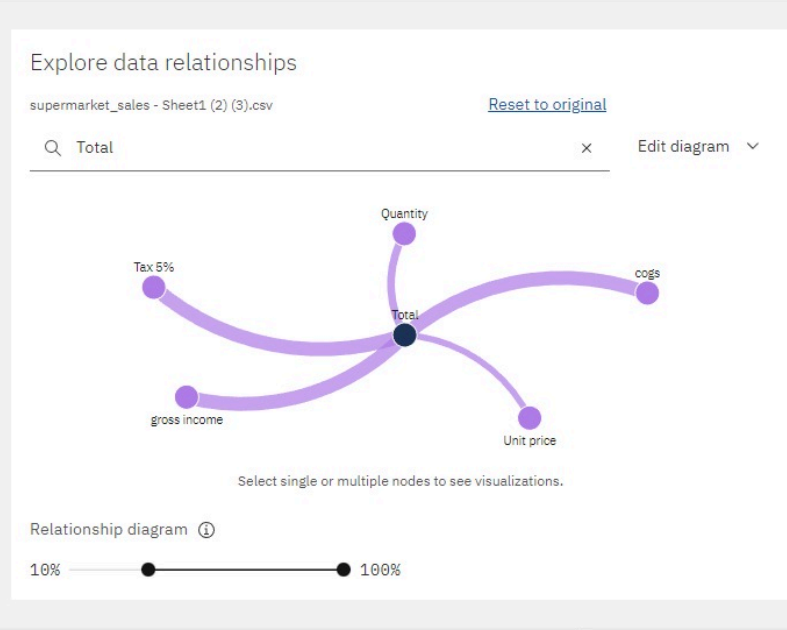 Explore data relationships
supermarket_sales - Sheet1 (2) (3).csv
Reset to original
Total
Edit diagram
Quantity
Tax 5%
cogs
Total
gross income
Unit price
Select single or multiple nodes to see visualizations.
Relationship diagram
10%
100%